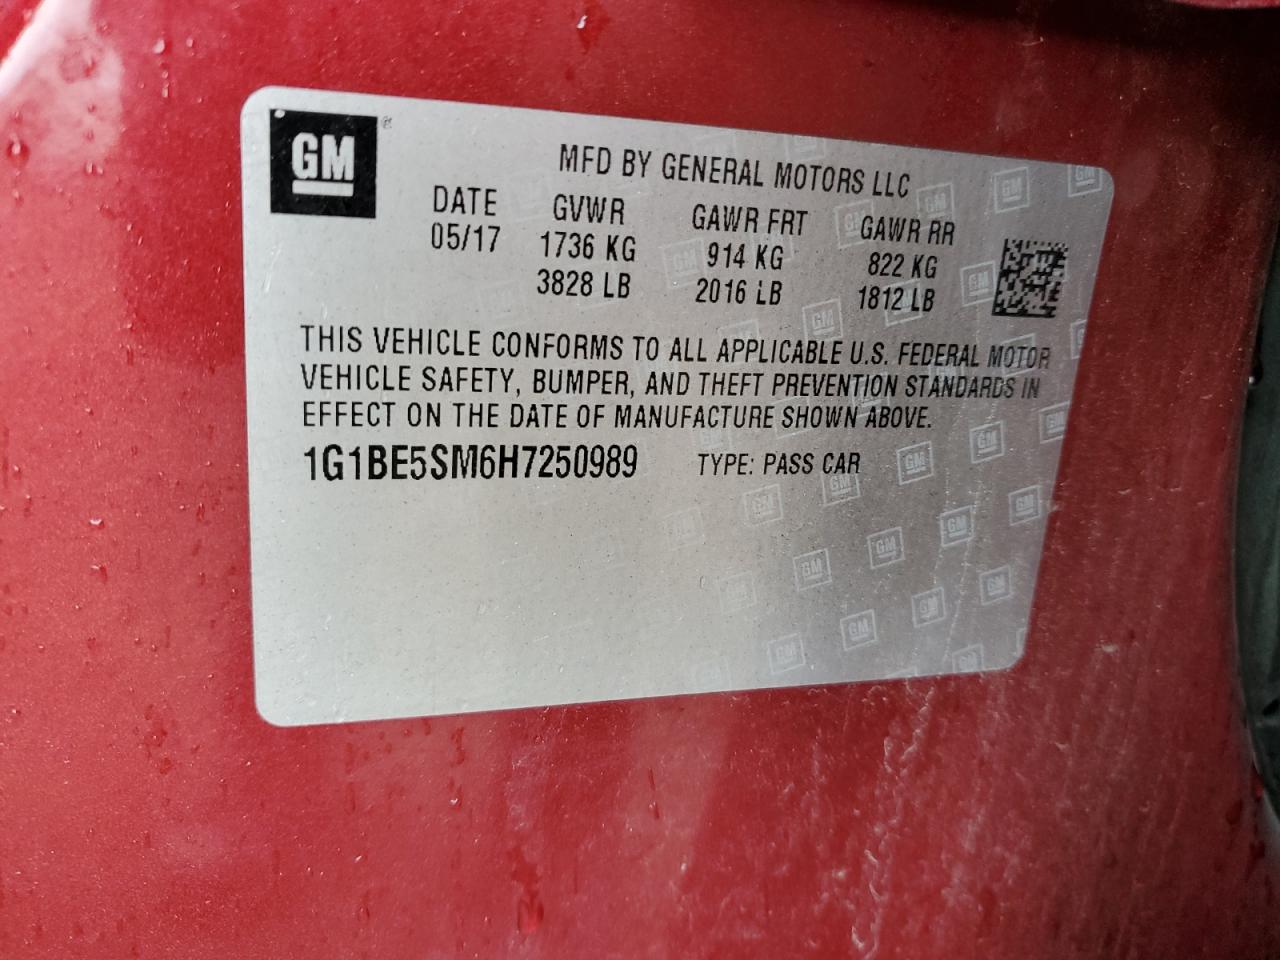 GM
MFD BY GENERAL MOTORS LLC
DATE GVWR GAWR FRT GAWR RR
05/17 1736 KG 914 KG 822 KG
3828 LB 2016 LB 1812 LB
THIS VEHICLE CONFORMS TO ALL APPLICABLE U.S. FEDERAL MOTOR
VEHICLE SAFETY, BUMPER, AND THEFT PREVENTION STANDARDS IN
EFFECT ON THE DATE OF MANUFACTURE SHOWN ABOVE.
1G1BE5SM6H7250989 TYPE: PASS CAR